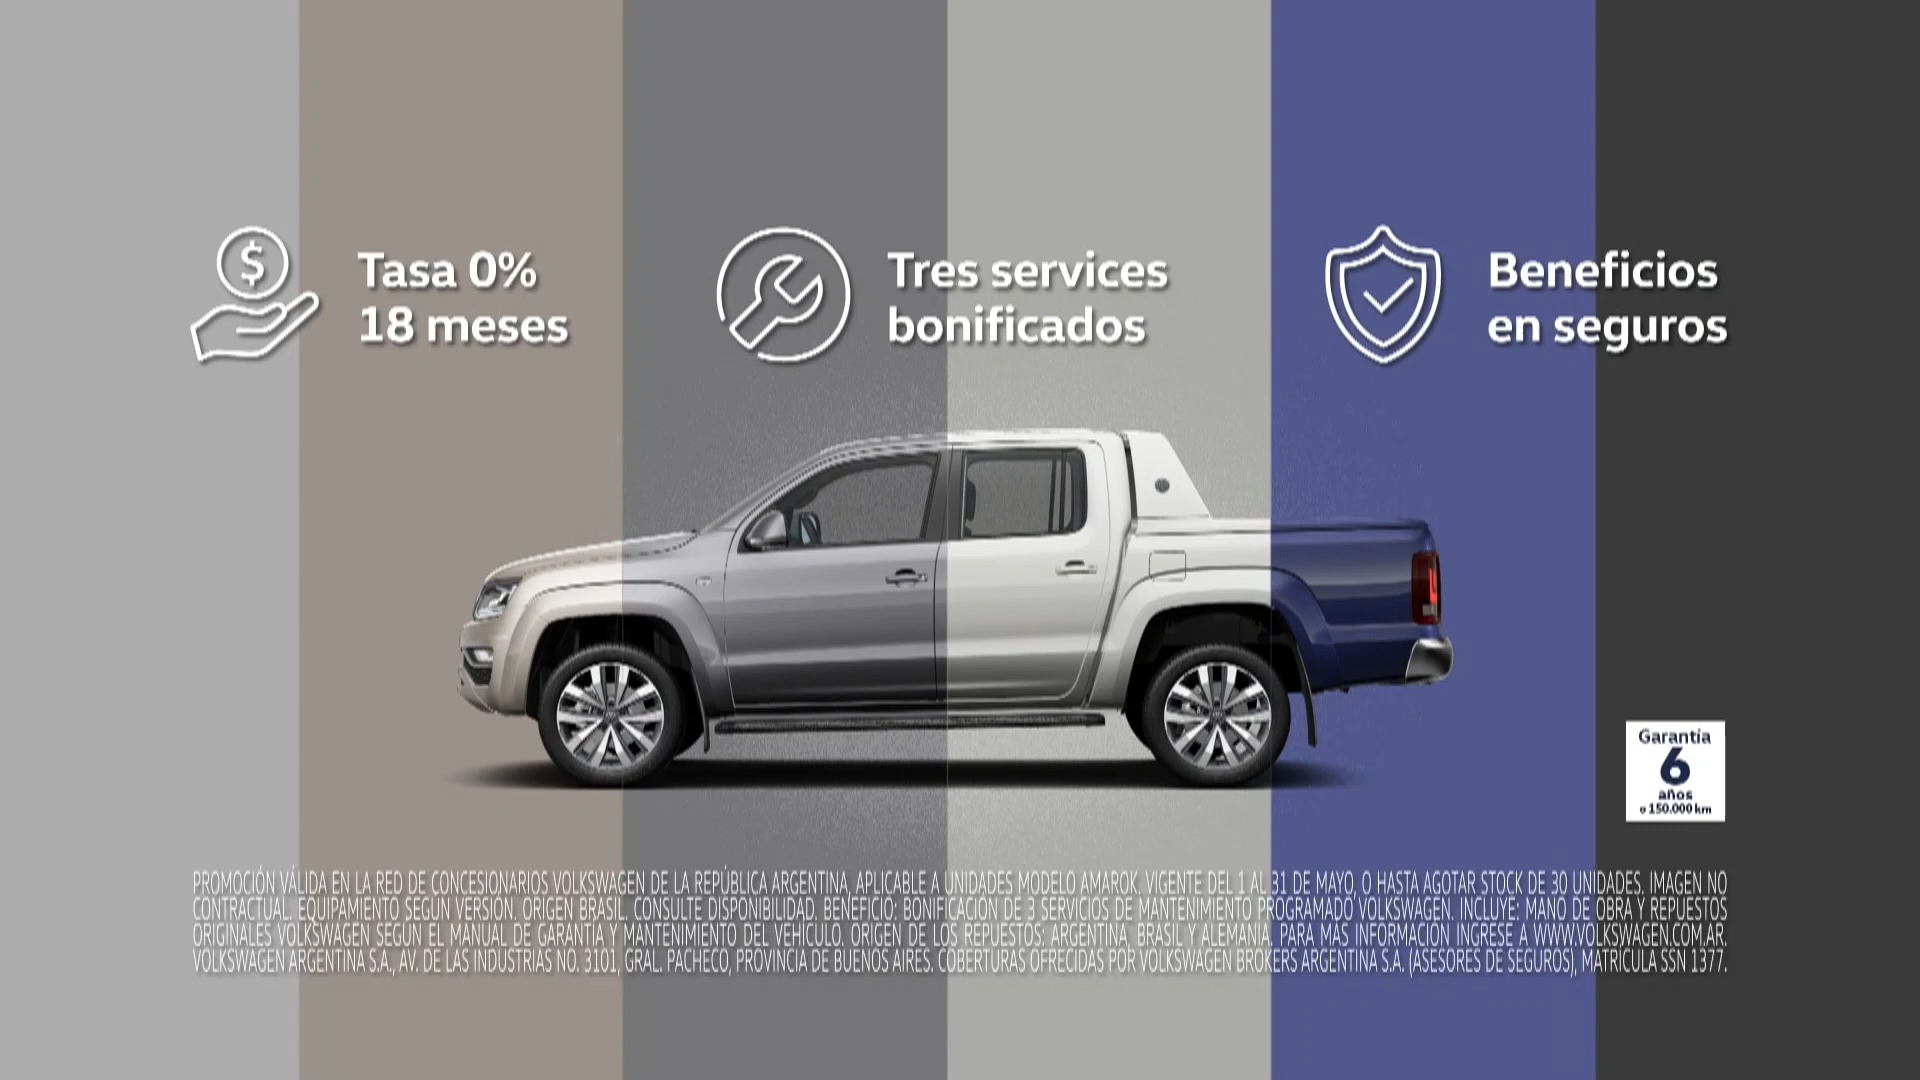 $
Tasa 0%
18 meses
Tres services
bonificados
Beneficios
en seguros
Garantía
6
años
o 150.000 km
PROMOCIÓN VÁLIDA EN LA RED DE CONCESIONARIOS VOLKSWAGEN DE LA REPÚBLICA ARGENTINA, APLICABLE A UNIDADES MODELO AMAROK. VIGENTE DEL 1 AL 31 DE MAYO, O HASTA AGOTAR STOCK DE 30 UNIDADES. IMAGEN NO
CONTRACTUAL. EQUIPAMIENTO SEGÚN VERSIÓN. ORIGEN BRASIL. CONSULTE DISPONIBILIDAD. BENEFICIO: BONIFICACIÓN DE 3 SERVICIOS DE MANTENIMIENTO PROGRAMADO VOLKSWAGEN. INCLUYE: MANO DE OBRA Y REPUESTOS
ORIGINALES VOLKSWAGEN SEGÚN EL MANUAL DE GARANTÍA Y MANTENIMIENTO DEL VEHÍCULO. ORIGEN DE LOS REPUESTOS: ARGENTINA, BRASIL Y ALEMANIA. PARA MÁS INFORMACIÓN INGRESE A WWW.VOLKSWAGEN.COM.AR.
VOLKSWAGEN ARGENTINA S.A., AV. DE LAS INDUSTRIAS NO. 3101, GRAL. PACHECO, PROVINCIA DE BUENOS AIRES. COBERTURAS OFRECIDAS POR VOLKSWAGEN BROKERS ARGENTINA S.A. (ASESORES DE SEGUROS), MATRÍCULA SSN 1377.